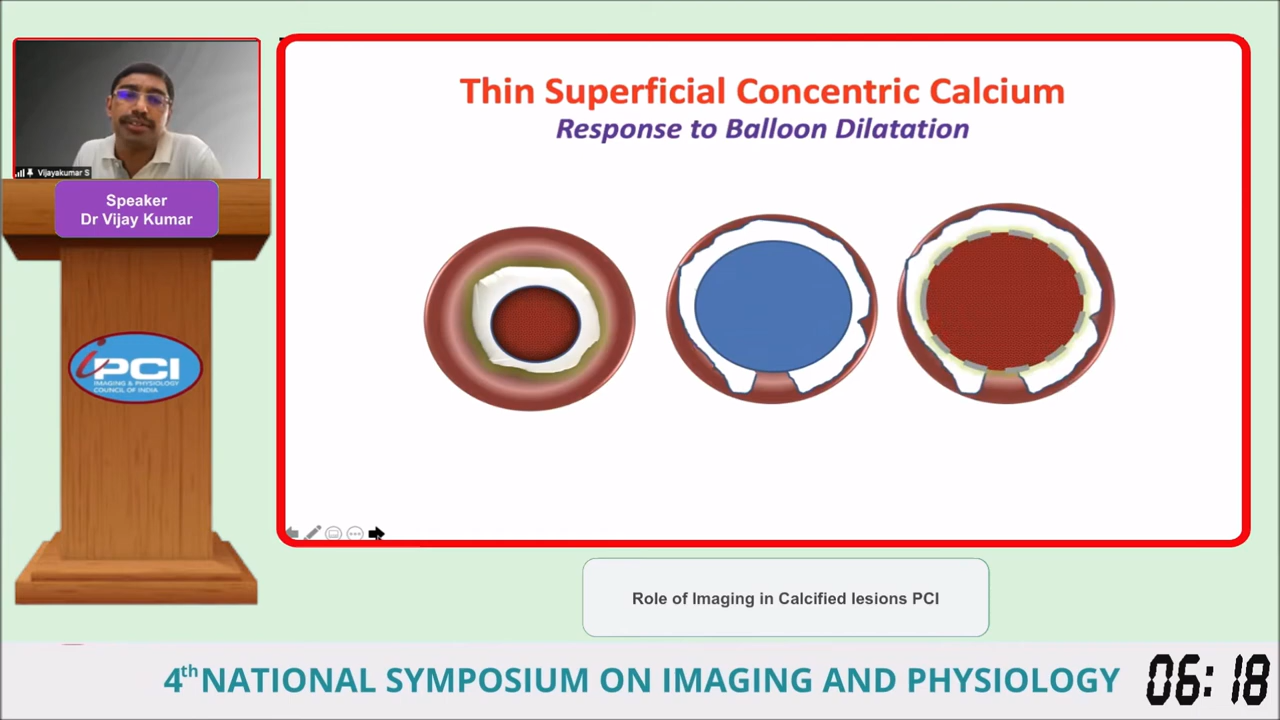 Thin Superficial Concentric Calcium
Response to Balloon Dilatation
Vijayakumar S
Speaker
Dr Vijay Kumar
iPCI
IMAGING & PHYSIOLOGY
COUNCIL OF INDIA
Role of Imaging in Calcified lesions PCI
4th NATIONAL SYMPOSIUM ON IMAGING AND PHYSIOLOGY
06:18